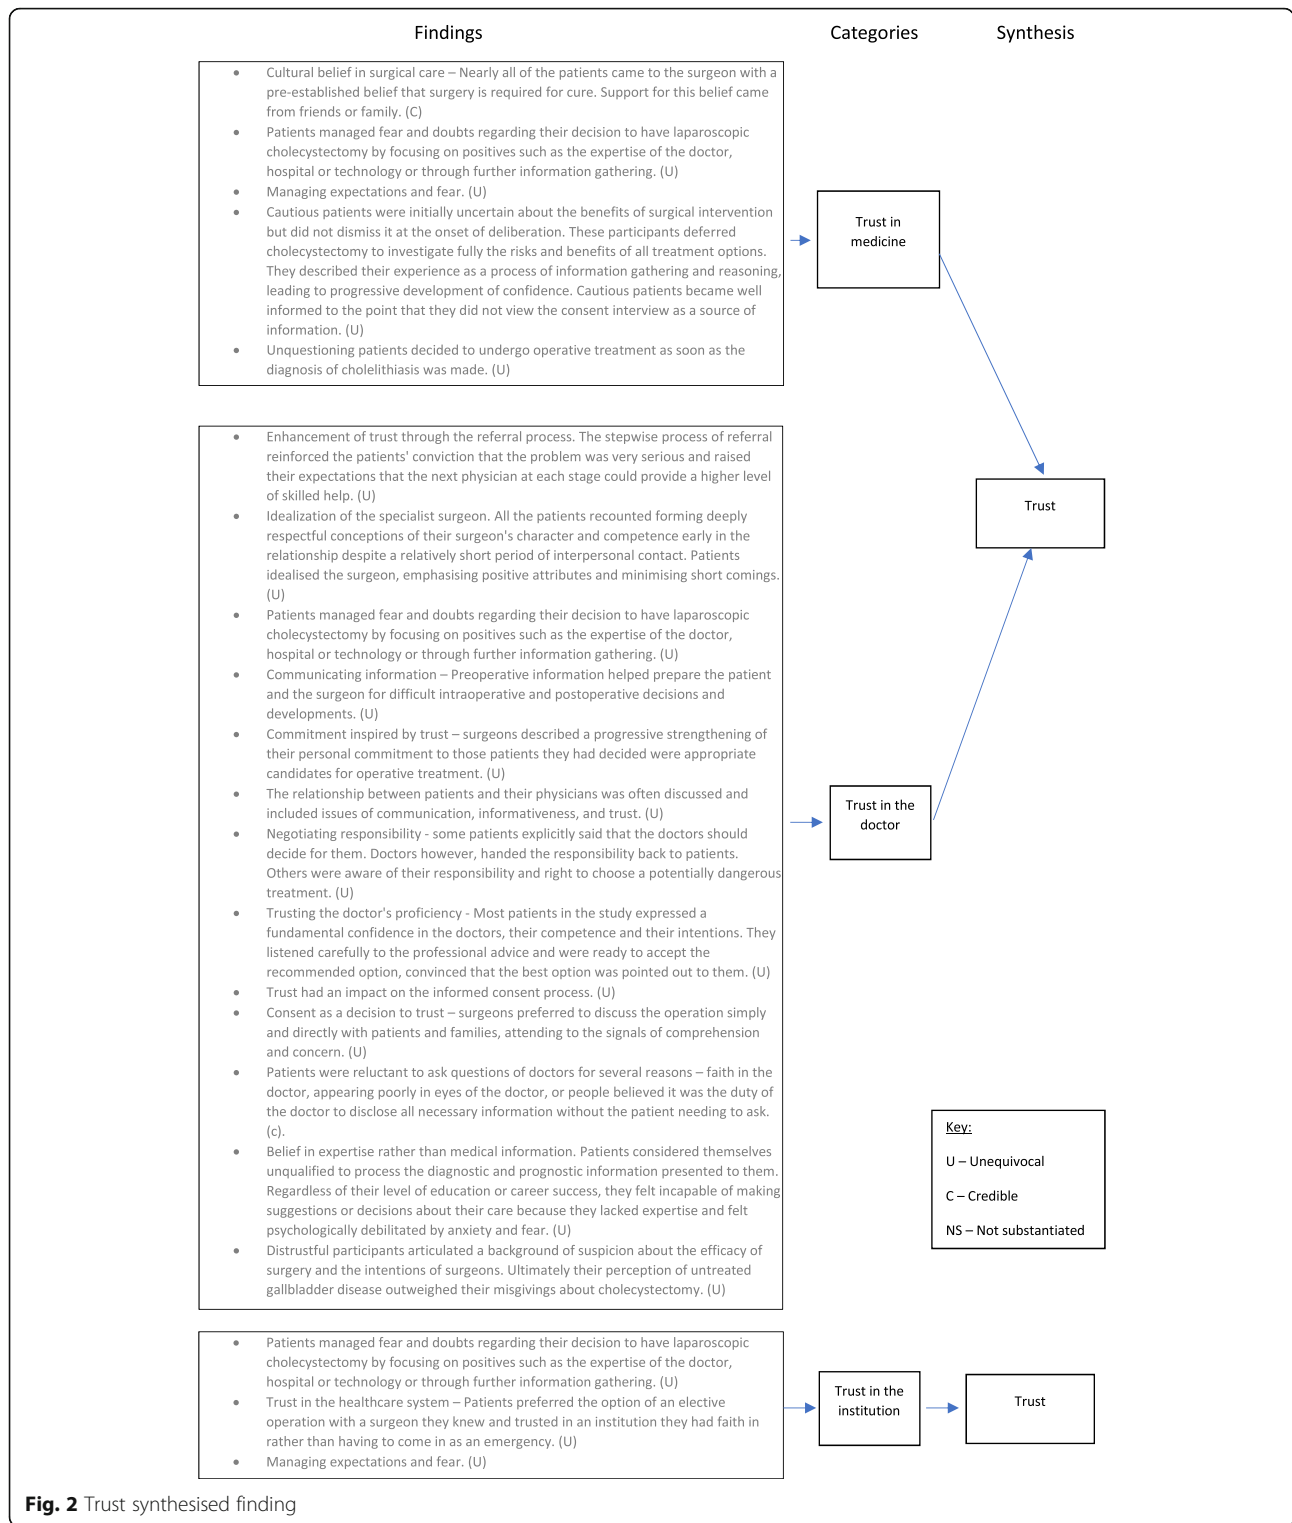 Findings
Categories
Synthesis
• Cultural belief in surgical care – Nearly all of the patients came to the surgeon with a
pre-established belief that surgery is required for cure. Support for this belief came
from friends or family. (C)
• Patients managed fear and doubts regarding their decision to have laparoscopic
cholecystectomy by focusing on positives such as the expertise of the doctor,
hospital or technology or through further information gathering. (U)
• Managing expectations and fear. (U)
• Cautious patients were initially uncertain about the benefits of surgical intervention
but did not dismiss it at the onset of deliberation. These participants deferred
cholecystectomy to investigate fully the risks and benefits of all treatment options.
They described their experience as a process of information gathering and reasoning,
leading to progressive development of confidence. Cautious patients became well
informed to the point that they did not view the consent interview as a source of
information. (U)
• Unquestioning patients decided to undergo operative treatment as soon as the
diagnosis of cholelithiasis was made. (U)
Trust in
medicine
• Enhancement of trust through the referral process. The stepwise process of referral
reinforced the patients' conviction that the problem was very serious and raised
their expectations that the next physician at each stage could provide a higher level
of skilled help. (U)
• Idealization of the specialist surgeon. All the patients recounted forming deeply
respectful conceptions of their surgeon's character and competence early in the
relationship despite a relatively short period of interpersonal contact. Patients
idealised the surgeon, emphasising positive attributes and minimising short comings.
(U)
• Patients managed fear and doubts regarding their decision to have laparoscopic
cholecystectomy by focusing on positives such as the expertise of the doctor,
hospital or technology or through further information gathering. (U)
• Communicating information – Preoperative information helped prepare the patient
and the surgeon for difficult intraoperative and postoperative decisions and
developments. (U)
• Commitment inspired by trust – surgeons described a progressive strengthening of
their personal commitment to those patients they had decided were appropriate
candidates for operative treatment. (U)
• The relationship between patients and their physicians was often discussed and
included issues of communication, informativeness, and trust. (U)
• Negotiating responsibility - some patients explicitly said that the doctors should
decide for them. Doctors however, handed the responsibility back to patients.
Others were aware of their responsibility and right to choose a potentially dangerous
treatment. (U)
• Trusting the doctor's proficiency - Most patients in the study expressed a
fundamental confidence in the doctors, their competence and their intentions. They
listened carefully to the professional advice and were ready to accept the
recommended option, convinced that the best option was pointed out to them. (U)
• Trust had an impact on the informed consent process. (U)
• Consent as a decision to trust – surgeons preferred to discuss the operation simply
and directly with patients and families, attending to the signals of comprehension
and concern. (U)
• Patients were reluctant to ask questions of doctors for several reasons – faith in the
doctor, appearing poorly in eyes of the doctor, or people believed it was the duty of
the doctor to disclose all necessary information without the patient needing to ask.
(c).
• Belief in expertise rather than medical information. Patients considered themselves
unqualified to process the diagnostic and prognostic information presented to them.
Regardless of their level of education or career success, they felt incapable of making
suggestions or decisions about their care because they lacked expertise and felt
psychologically debilitated by anxiety and fear. (U)
• Distrustful participants articulated a background of suspicion about the efficacy of
surgery and the intentions of surgeons. Ultimately their perception of untreated
gallbladder disease outweighed their misgivings about cholecystectomy. (U)
Trust in the
doctor
Trust
Key:
U – Unequivocal
C – Credible
NS – Not substantiated
• Patients managed fear and doubts regarding their decision to have laparoscopic
cholecystectomy by focusing on positives such as the expertise of the doctor,
hospital or technology or through further information gathering. (U)
• Trust in the healthcare system – Patients preferred the option of an elective
operation with a surgeon they knew and trusted in an institution they had faith in
rather than having to come in as an emergency. (U)
• Managing expectations and fear. (U)
Trust in the
institution
Trust
Fig. 2 Trust synthesised finding